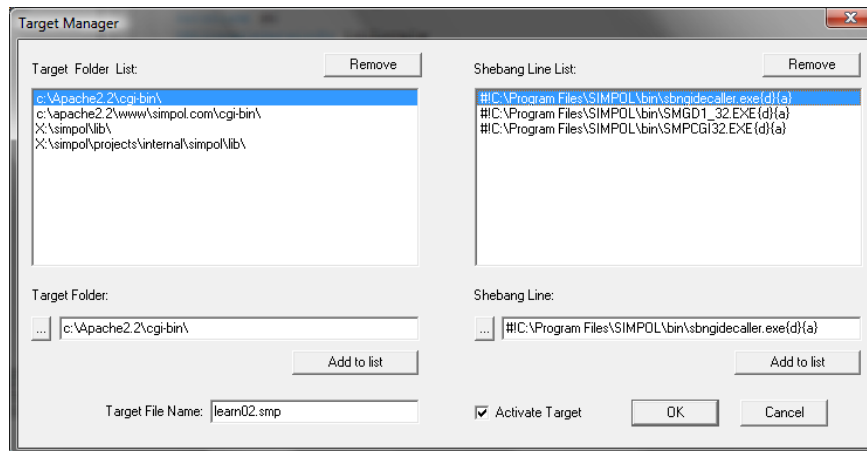 Target Manager
Target Folder List:
Remove
c:\Apache2.2\cgi-bin\
c:\apache2.2\www\simpol.com\cgi-bin\
X:\simpol\lib\
X:\simpol\projects\internal\simpol\lib\
Shebang Line List:
Remove
#!C:\Program Files\SIMPOL\bin\sbngidecaller.exe{d}{a}
#!C:\Program Files\SIMPOL\bin\SMGD1_32.EXE{d}{a}
#!C:\Program Files\SIMPOL\bin\SMPCGI32.EXE{d}{a}
Target Folder:
... c:\Apache2.2\cgi-bin\
Add to list
Shebang Line:
... #!C:\Program Files\SIMPOL\bin\sbngidecaller.exe{d}{a}
Add to list
Target File Name: learn02.smp
Activate Target
OK
Cancel